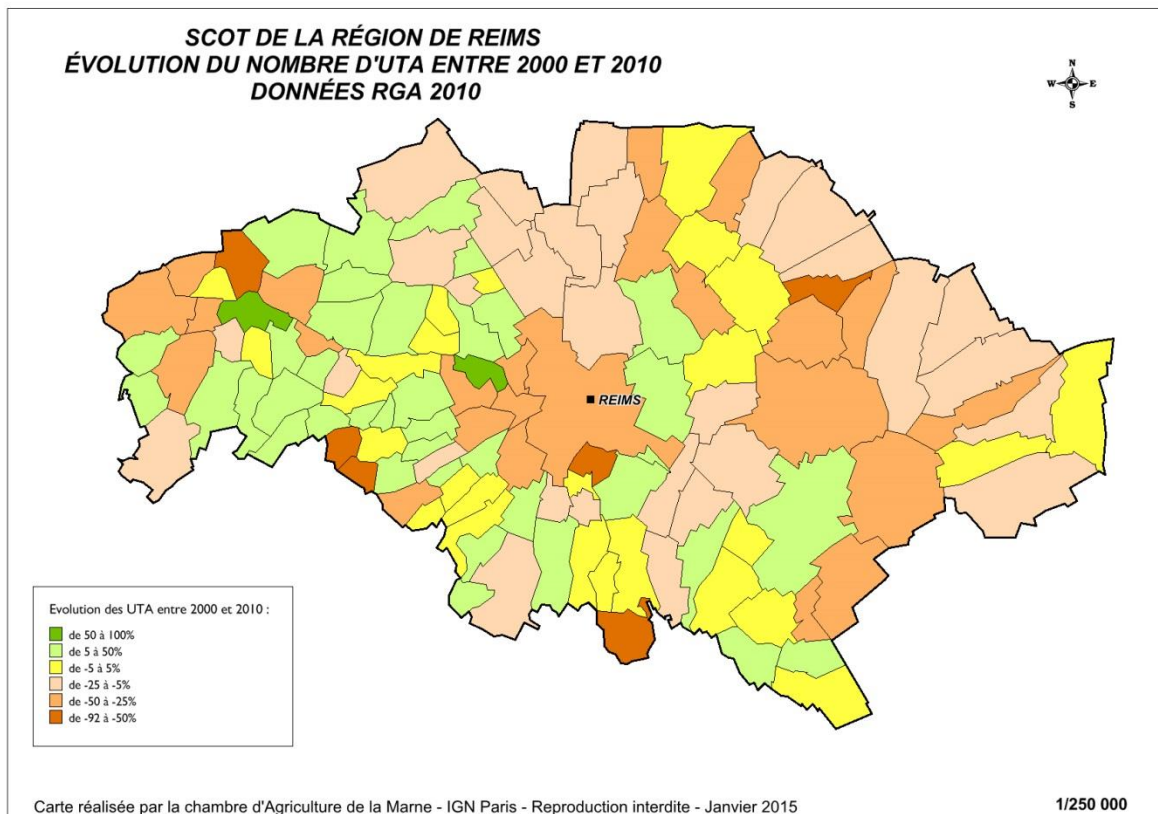 SCOT DE LA RÉGION DE REIMS
ÉVOLUTION DU NOMBRE D'UTA ENTRE 2000 ET 2010
DONNÉES RGA 2010
N
W E
S
REIMS
Evolution des UTA entre 2000 et 2010 :
de 50 à 100%
de 5 à 50%
de -5 à 5%
de -25 à -5%
de -50 à -25%
de -92 à -50%
Carte réalisée par la chambre d'Agriculture de la Marne - IGN Paris - Reproduction interdite - Janvier 2015
1/250 000